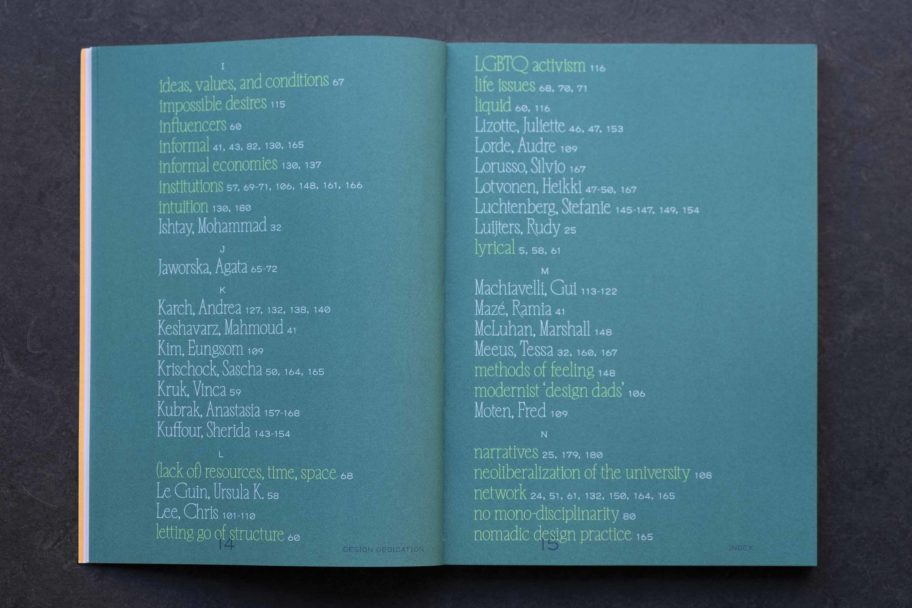 I
ideas, values, and conditions 67
impossible desires 115
influencers 60
informal 41, 43, 82, 130, 165
informal economies 130, 137
institutions 57, 69-71, 106, 148, 161, 166
intuition 130, 180
Ishtay, Mohammad 32
J
Jaworska, Agata 65-72
K
Karch, Andrea 127, 132, 138, 140
Keshavarz, Mahmoud 41
Kim, Eungsom 109
Krischock, Sascha 50, 164, 165
Kruk, Vinca 59
Kubrak, Anastasia 157-168
Kuffour, Sherida 143-154
L
(lack of) resources, time, space 68
Le Guin, Ursula K. 58
Lee, Chris 101-110
letting go of structure 60
14
DESIGN DEDICATION
LGBTQ activism 116
life issues 68, 70, 71
liquid 60, 116
Lizotte, Juliette 46, 47, 153
Lorde, Audre 109
Lorusso, Silvio 167
Lotvonen, Heikki 47-50, 167
Luchtenberg, Stefanie 145-147, 149, 154
Luijters, Rudy 25
lyrical 5, 58, 61
M
Machiavelli, Gui 113-122
Mazé, Ramia 41
McLuhan, Marshall 148
Meeus, Tessa 32, 160, 167
methods of feeling 148
modernist ‘design dads’ 106
Moten, Fred 109
N
narratives 25, 179, 180
neoliberalization of the university 108
network 24, 51, 61, 132, 150, 164, 165
no mono-disciplinarity 80
nomadic design practice 165
15
INDEX